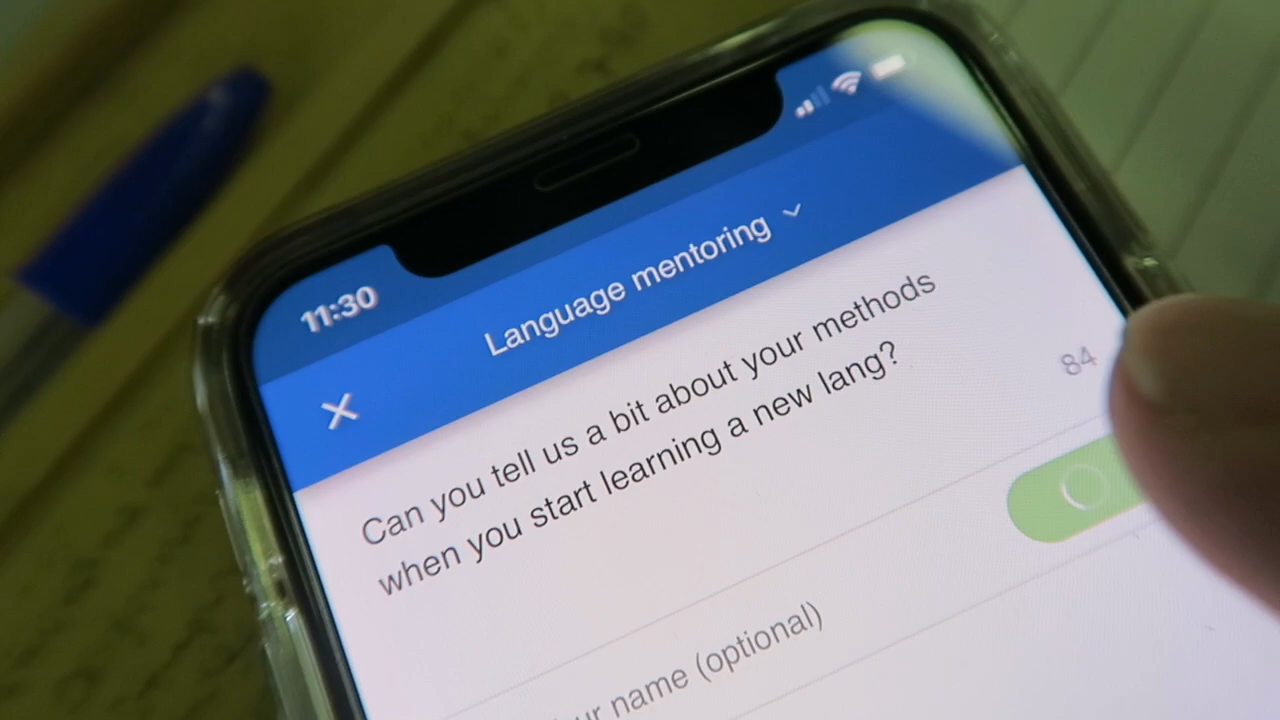 11:30
Language mentoring
Can you tell us a bit about your methods
when you start learning a new lang?
84
name (optional)